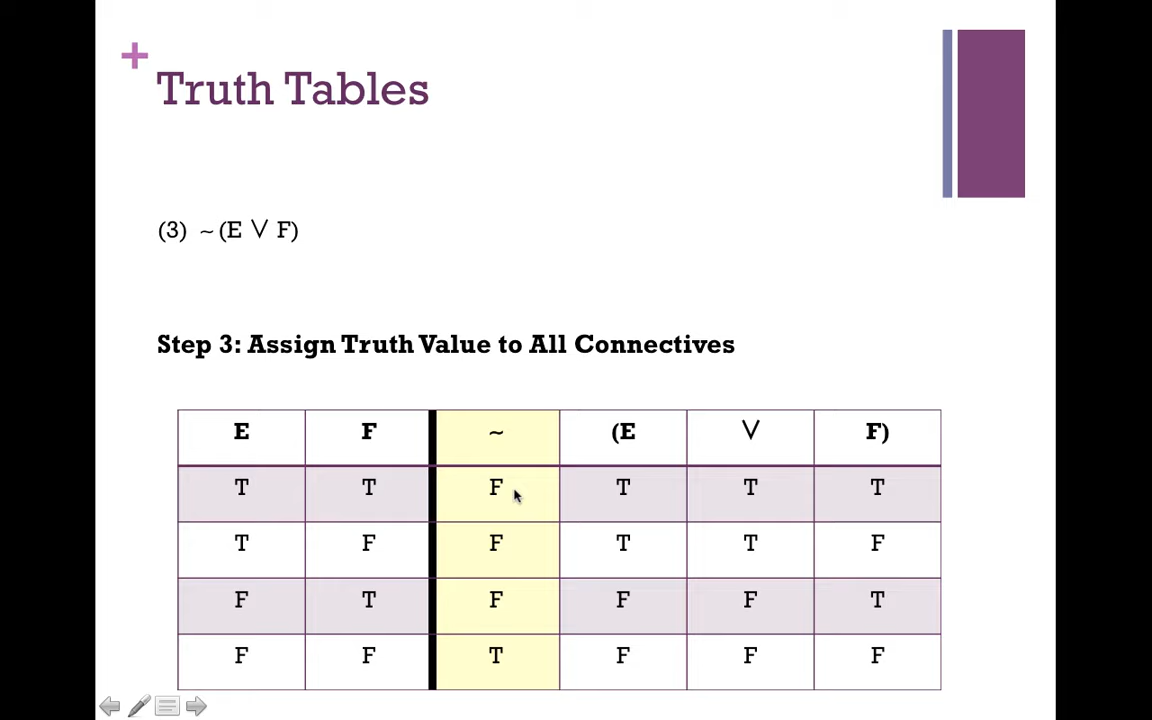 +
Truth Tables
(3) ~(E ∨ F)
Step 3: Assign Truth Value to All Connectives
E F ~ (E ∨ F)
T T F T T T
T F F T T F
F T F F F T
F F T F F F